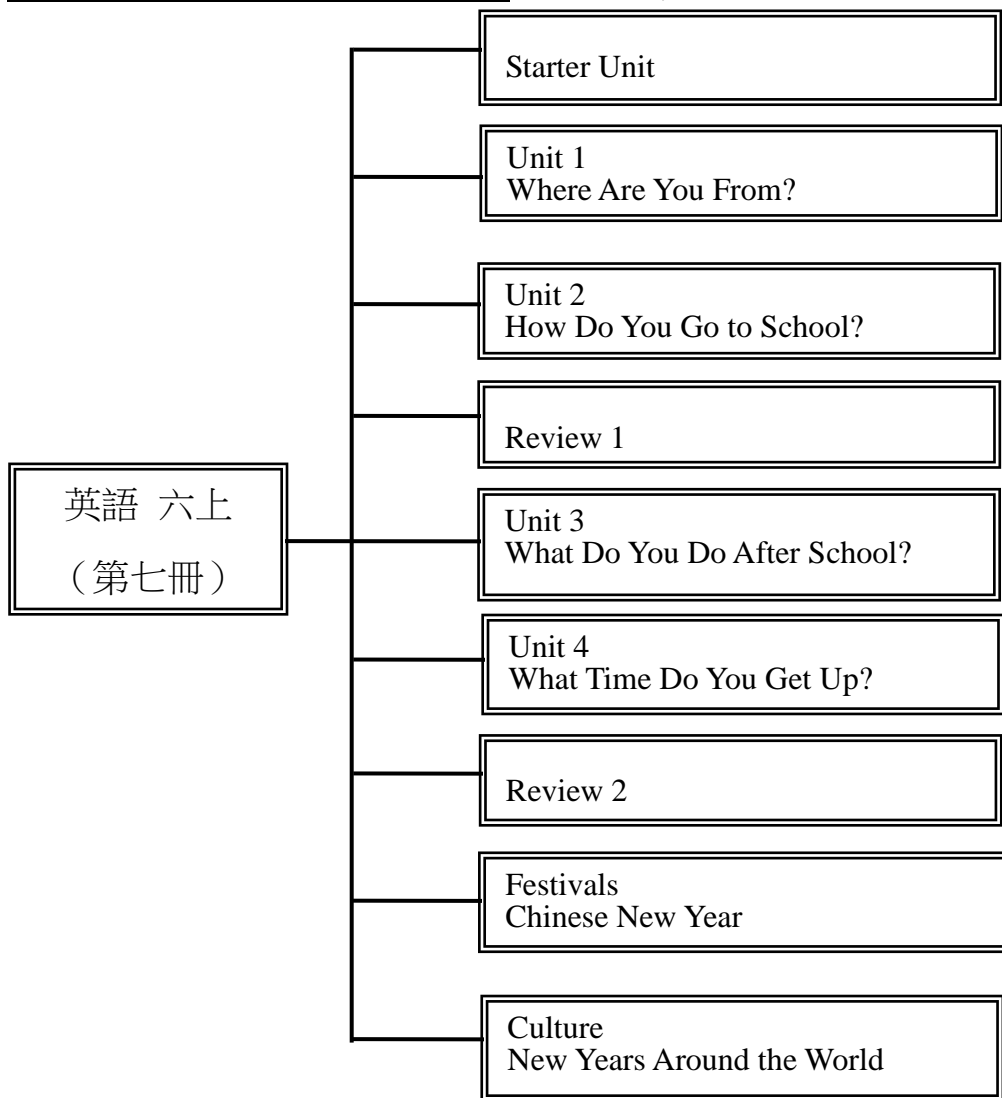 Starter Unit
Unit 1
Where Are You From?
Unit 2
How Do You Go to School?
Review 1
英語 六上
（第七冊）
Unit 3
What Do You Do After School?
Unit 4
What Time Do You Get Up?
Review 2
Festivals
Chinese New Year
Culture
New Years Around the World